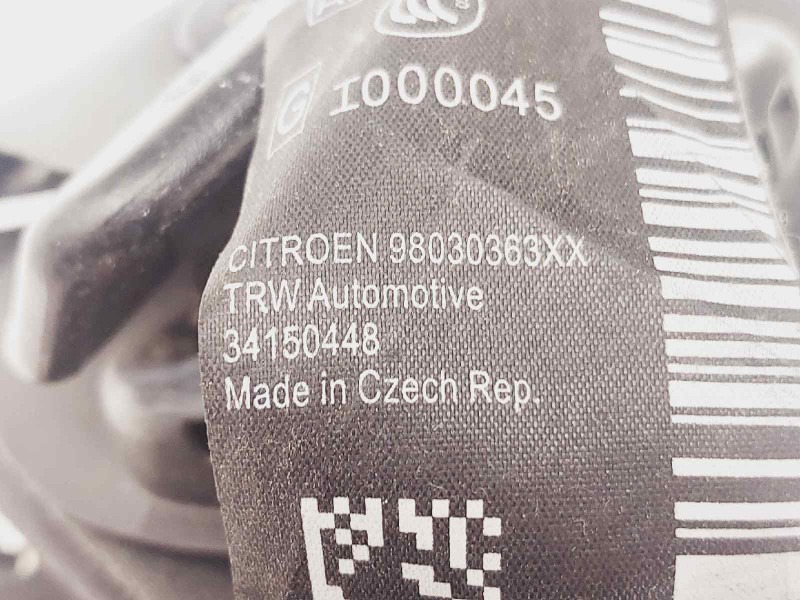 G I000045
CITROEN 98030363XX
TRW Automotive
34150448
Made in Czech Rep.